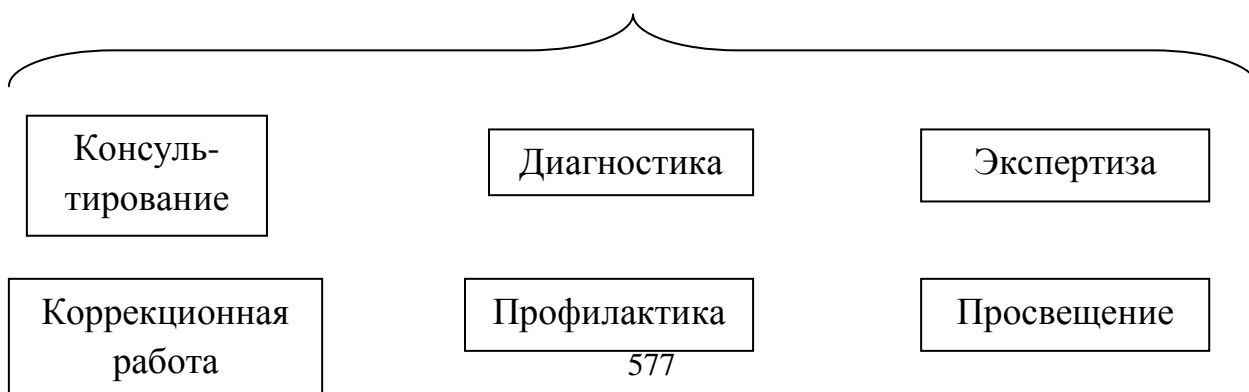 Консуль-
тирование
Диагностика
Экспертиза
Коррекционная
работа
Профилактика
Просвещение
577